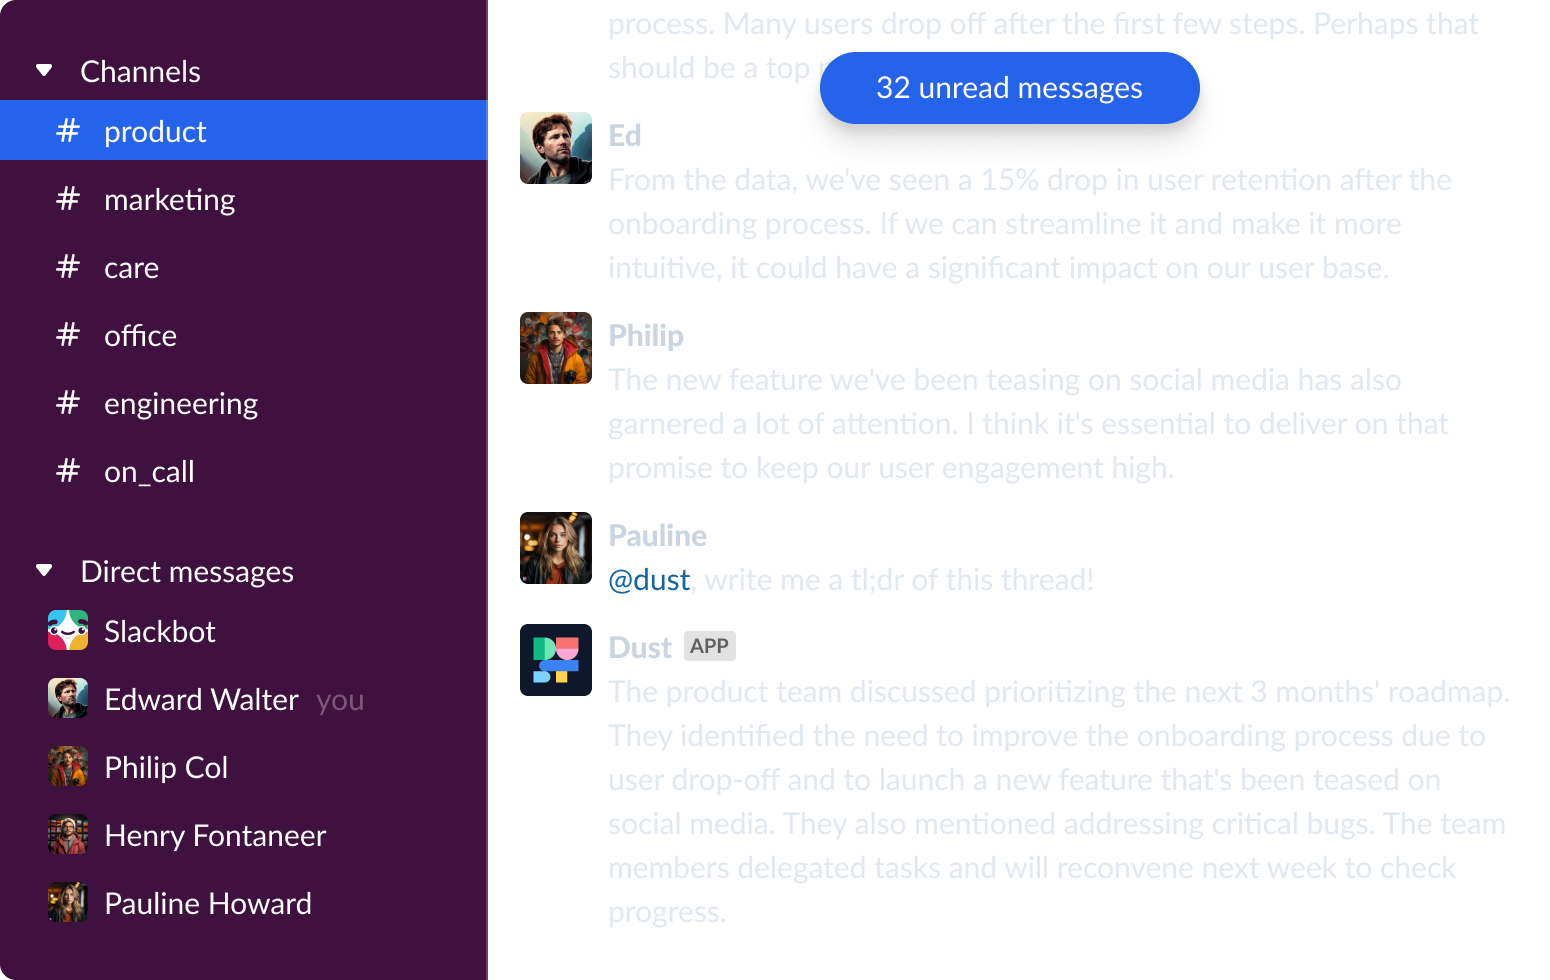 Channels
# product
# marketing
# care
# office
# engineering
# on_call
Direct messages
Slackbot
Edward Walter you
Philip Col
Henry Fontaneer
Pauline Howard
process. Many users drop off after the first few steps. Perhaps that
should be a top
32 unread messages
Ed
From the data, we've seen a 15% drop in user retention after the
onboarding process. If we can streamline it and make it more
intuitive, it could have a significant impact on our user base.
Philip
The new feature we've been teasing on social media has also
garnered a lot of attention. I think it's essential to deliver on that
promise to keep our user engagement high.
Pauline
@dust, write me a tl;dr of this thread!
Dust APP
The product team discussed prioritizing the next 3 months' roadmap.
They identified the need to improve the onboarding process due to
user drop-off and to launch a new feature that's been teased on
social media. They also mentioned addressing critical bugs. The team
members delegated tasks and will reconvene next week to check
progress.